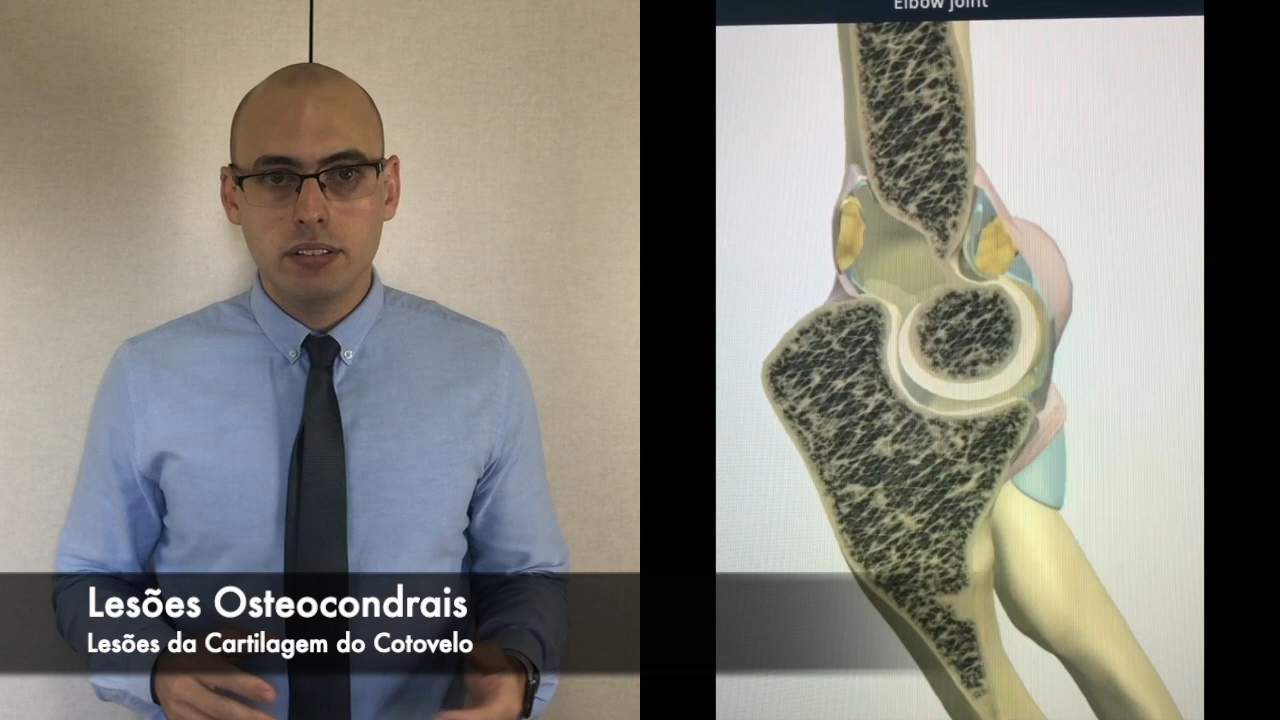 Elbow joint
Lesões Osteocondrais
Lesões da Cartilagem do Cotovelo